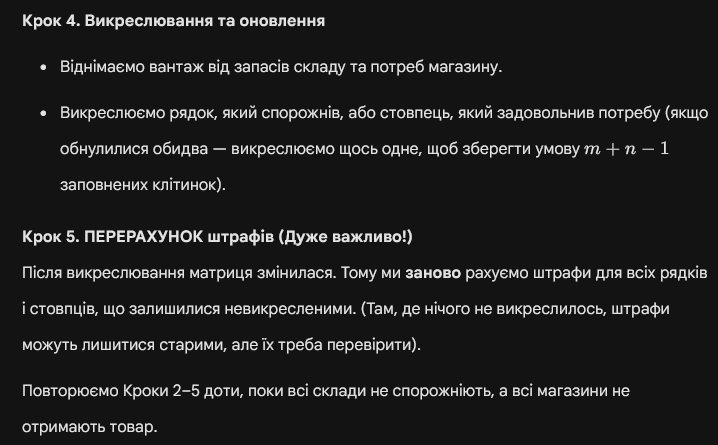 Крок 4. Викреслювання та оновлення
• Віднімаємо вантаж від запасів складу та потреб магазину.
• Викреслюємо рядок, який спорожнів, або стовпець, який задовольнив потребу (якщо
обнулилися обидва — викреслюємо щось одне, щоб зберегти умову m + n − 1
заповнених клітинок).
Крок 5. ПЕРЕРАХУНОК штрафів (Дуже важливо!)
Після викреслювання матриця змінилася. Тому ми заново рахуємо штрафи для всіх рядків
і стовпців, що залишилися невикресленими. (Там, де нічого не викреслилось, штрафи
можуть лишитися старими, але їх треба перевірити).
Повторюємо Кроки 2–5 доти, поки всі склади не спорожніють, а всі магазини не
отримають товар.